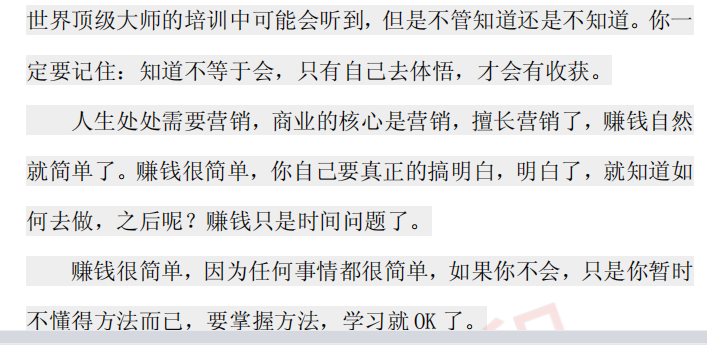 世界顶级大师的培训中可能会听到，但是不管知道还是不知道。你一
定要记住：知道不等于会，只有自己去体悟，才会有收获。
人生处处需要营销，商业的核心是营销，擅长营销了，赚钱自然
就简单了。赚钱很简单，你自己要真正的搞明白，明白了，就知道如
何去做，之后呢？赚钱只是时间问题了。
赚钱很简单，因为任何事情都很简单，如果你不会，只是你暂时
不懂得方法而已，要掌握方法，学习就 OK 了。